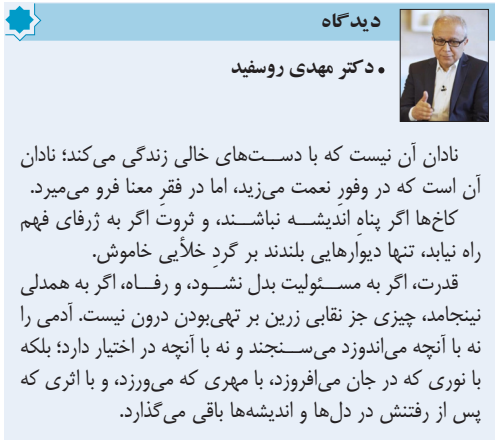 دیدگاه
• دکتر مهدی روسفید
نادان آن نیست که با دست‌های خالی زندگی می‌کند؛ نادان
آن است که در وفورِ نعمت می‌زید، اما در فقرِ معنا فرو می‌میرد.
کاخ‌ها اگر پناهِ اندیشه نباشند، و ثروت اگر به ژرفای فهم
راه نیابد، تنها دیوارهایی بلندند بر گردِ خلأیی خاموش.
قدرت، اگر به مسئولیت بدل نشود، و رفاه، اگر به همدلی
نینجامد، چیزی جز نقابی زرین بر تهی‌بودن درون نیست. آدمی را
نه با آنچه می‌اندوزد می‌سنجند و نه با آنچه در اختیار دارد؛ بلکه
با نوری که در جان می‌افروزد، با مهری که می‌ورزد، و با اثری که
پس از رفتنش در دل‌ها و اندیشه‌ها باقی می‌گذارد.